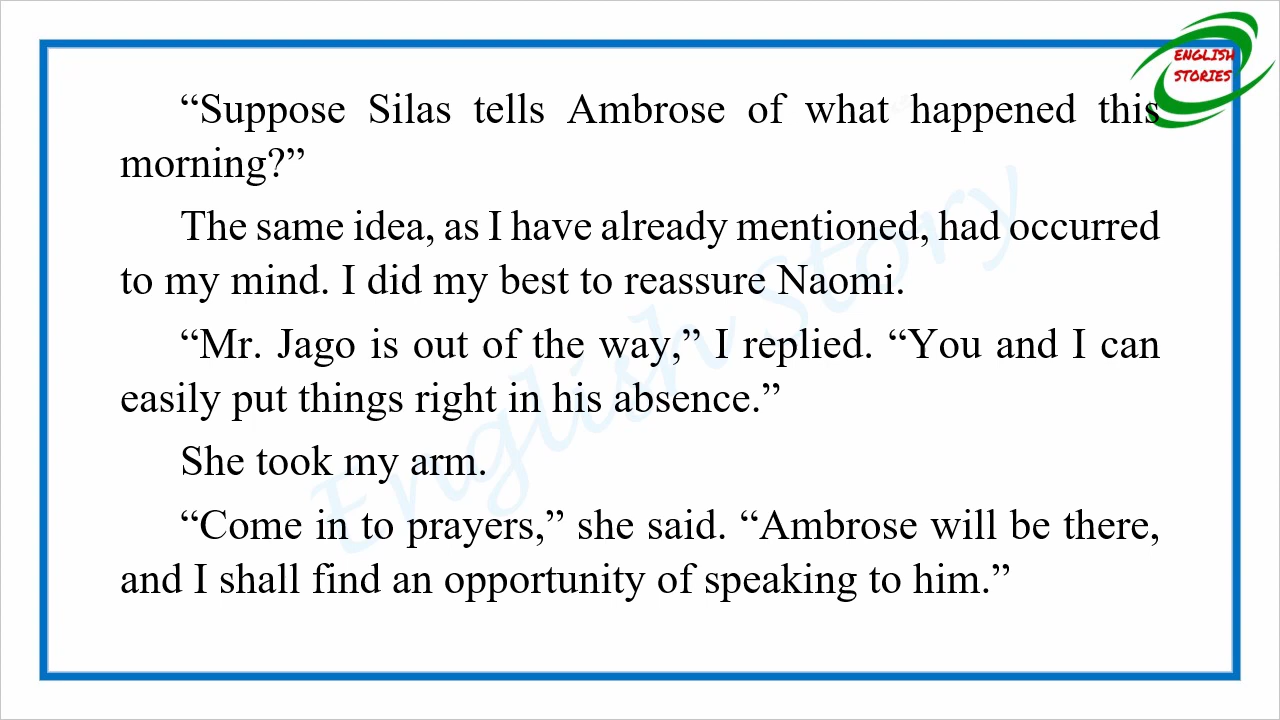 ENGLISH
STORIES
“Suppose Silas tells Ambrose of what happened this
morning?”
The same idea, as I have already mentioned, had occurred
to my mind. I did my best to reassure Naomi.
“Mr. Jago is out of the way,” I replied. “You and I can
easily put things right in his absence.”
She took my arm.
“Come in to prayers,” she said. “Ambrose will be there,
and I shall find an opportunity of speaking to him.”
English Story